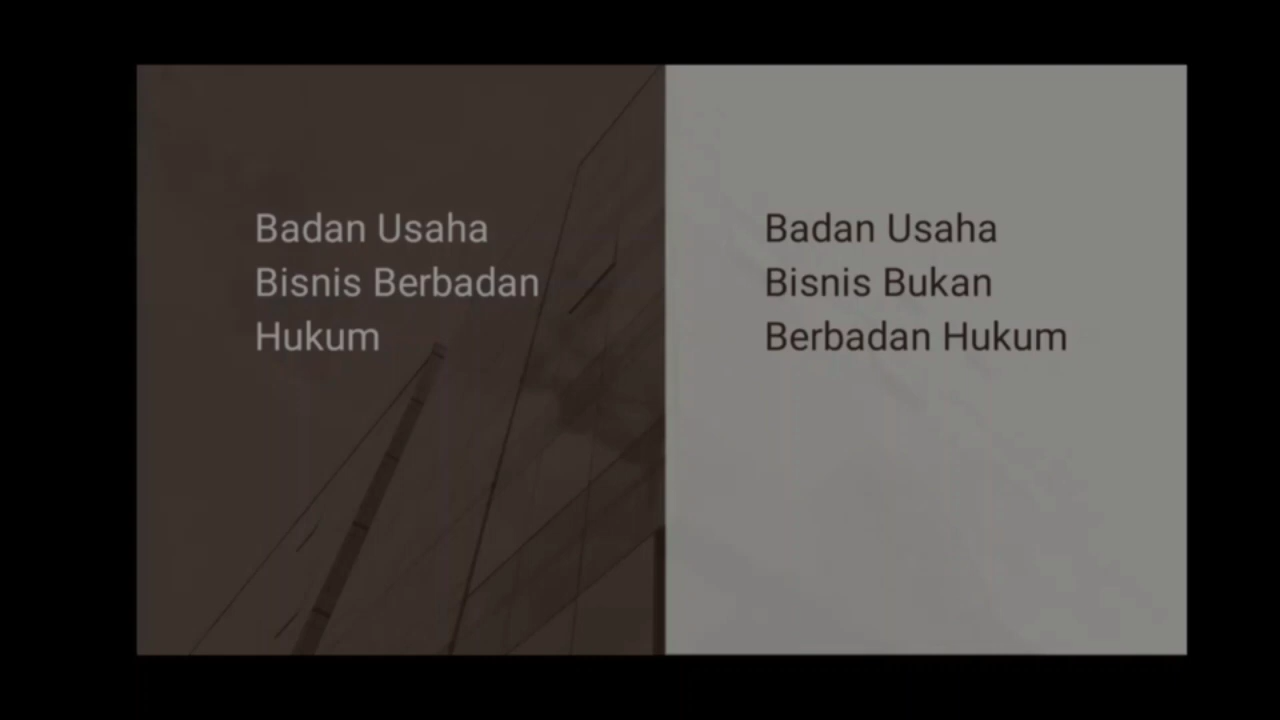 Badan Usaha
Bisnis Berbadan
Hukum
Badan Usaha
Bisnis Bukan
Berbadan Hukum